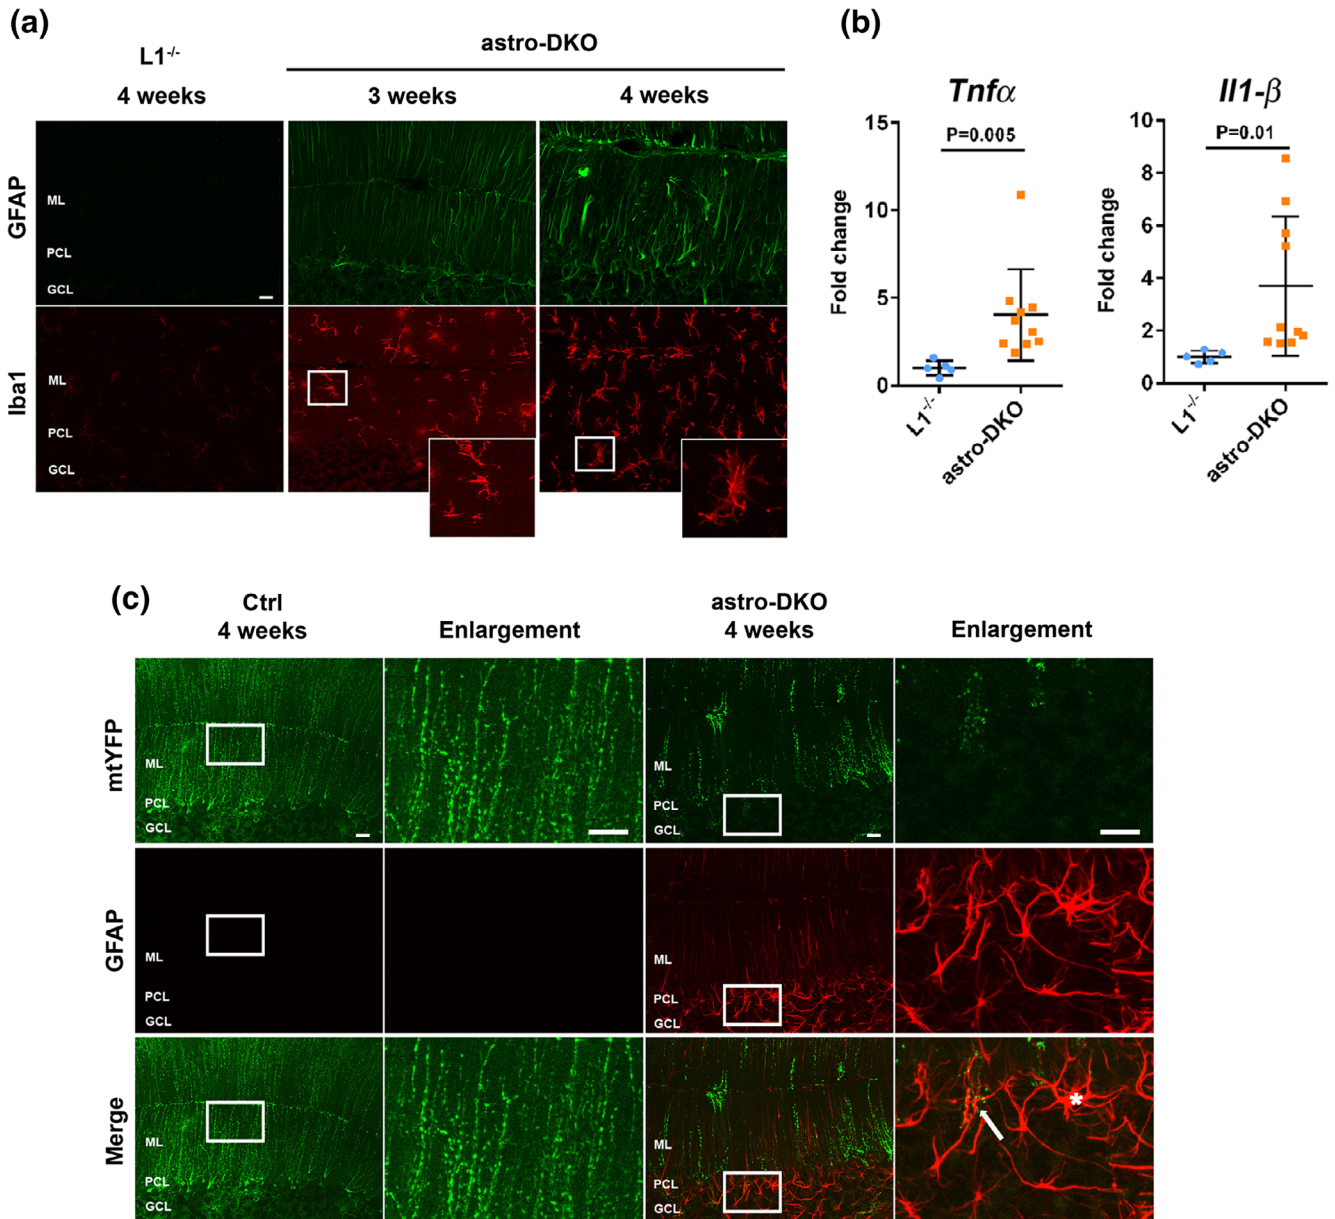 (a)
L1-/-
astro-DKO
4 weeks
3 weeks
4 weeks
GFAP
ML
PCL
GCL
Iba1
ML
PCL
GCL
(b)
Tnfα
Il1-β
15
10
5
0
Fold change
P=0.005
L1-/-
astro-DKO
10
8
6
4
2
0
Fold change
P=0.01
L1-/-
astro-DKO
(c)
Ctrl
4 weeks
Enlargement
astro-DKO
4 weeks
Enlargement
mtYFP
ML
PCL
GCL
ML
PCL
GCL
GFAP
ML
PCL
GCL
ML
PCL
GCL
Merge
ML
PCL
GCL
ML
PCL
GCL
*